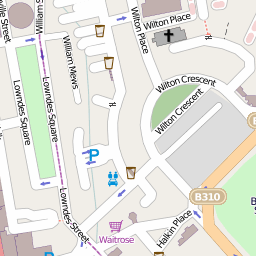 Wilton Place
Wilton Place
Williams
William Mews
Lowndes Square
Lowndes Square
Wilton Crescent
Wilton Crescent
P
B310
Lowndes Street
Waitrose
Halkin Place